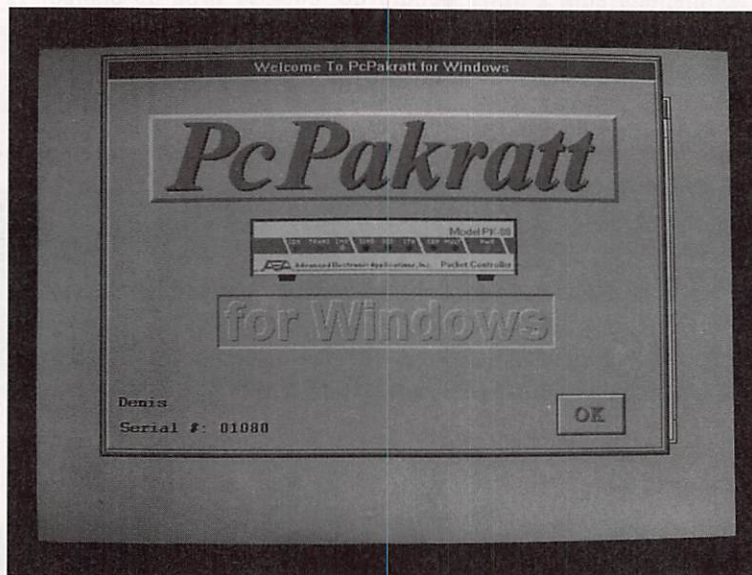 Welcome To PcPakratt for Windows
PcPakratt
Model PK-88
AEA Advanced Electronic Applications, Inc. Packet Controller
for Windows
Denis
Serial #: 01080
OK